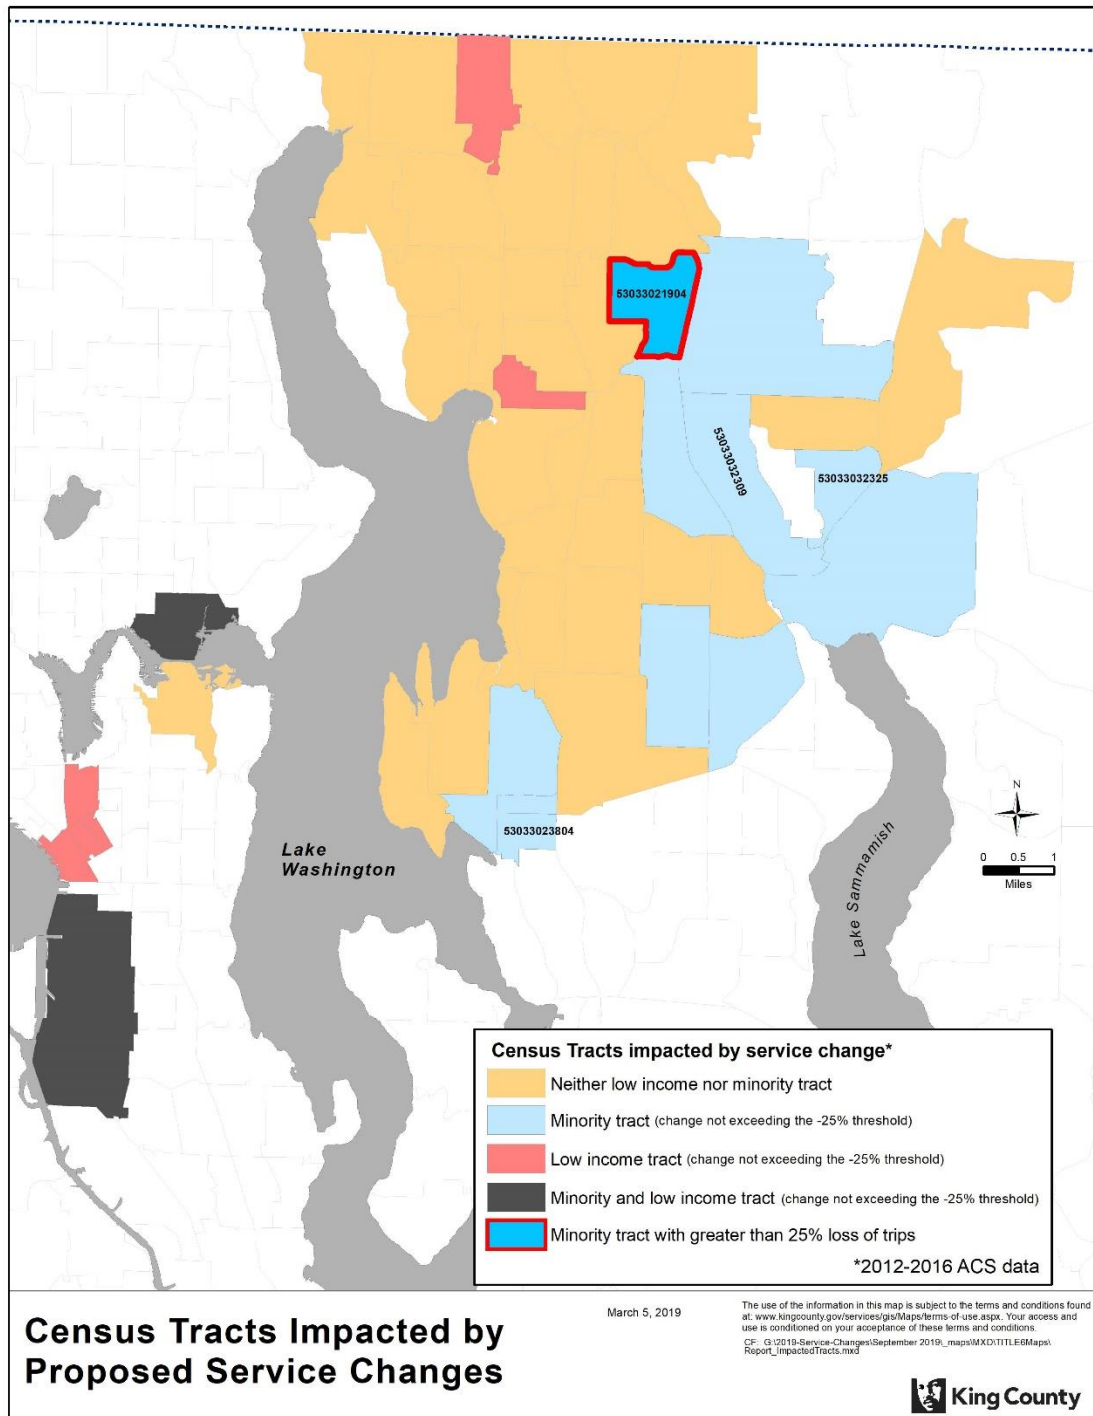 53033021904
53033032309
53033032325
53033023804
Lake
Washington
Lake Sammamish
N
0 0.5 1
Miles
Census Tracts impacted by service change*
Neither low income nor minority tract
Minority tract (change not exceeding the -25% threshold)
Low income tract (change not exceeding the -25% threshold)
Minority and low income tract (change not exceeding the -25% threshold)
Minority tract with greater than 25% loss of trips
*2012-2016 ACS data
Census Tracts Impacted by
Proposed Service Changes
March 5, 2019
The use of the information in this map is subject to the terms and conditions found
at: www.kingcounty.gov/services/gis/Maps/terms-of-use.aspx. Your access and
use is conditioned on your acceptance of these terms and conditions.
CF: G:\2019-Service-Changes\September 2019\_maps\MXD\TITLE6Maps\
Report_ImpactedTracts.mxd
King County